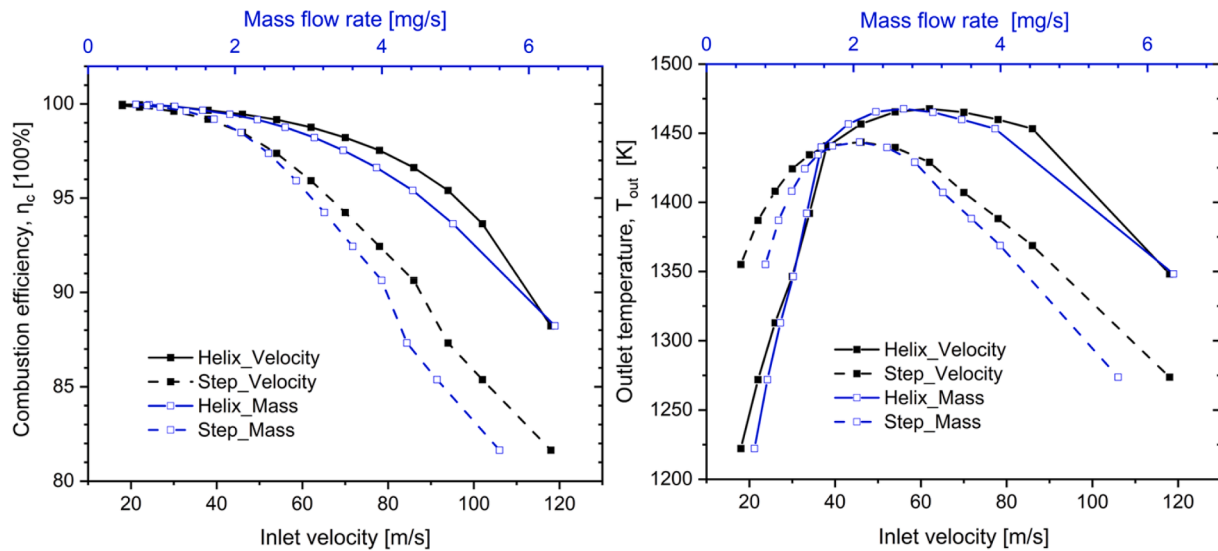 Mass flow rate [mg/s]
0 2 4 6
Combustion efficiency, ηc [100%]
100
95
90
85
80
Helix_Velocity
Step_Velocity
Helix_Mass
Step_Mass
20 40 60 80 100 120
Inlet velocity [m/s]
Mass flow rate [mg/s]
0 2 4 6
Outlet temperature, Tout [K]
1500
1450
1400
1350
1300
1250
1200
Helix_Velocity
Step_Velocity
Helix_Mass
Step_Mass
20 40 60 80 100 120
Inlet velocity [m/s]